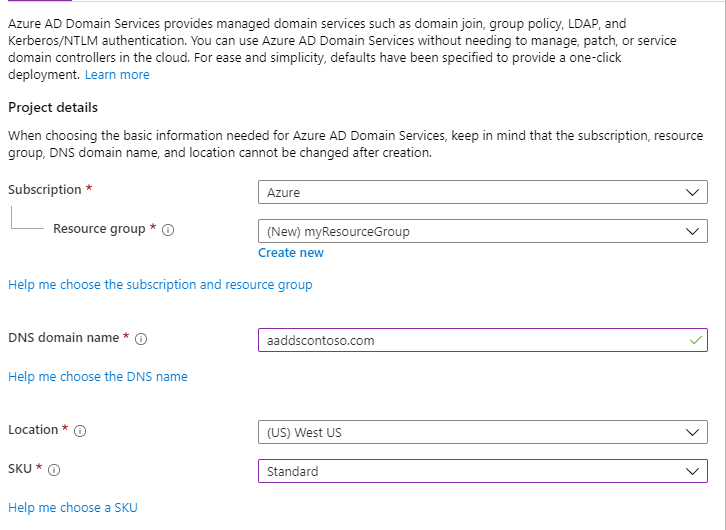 Azure AD Domain Services provides managed domain services such as domain join, group policy, LDAP, and
Kerberos/NTLM authentication. You can use Azure AD Domain Services without needing to manage, patch, or service
domain controllers in the cloud. For ease and simplicity, defaults have been specified to provide a one-click
deployment. Learn more
Project details
When choosing the basic information needed for Azure AD Domain Services, keep in mind that the subscription, resource
group, DNS domain name, and location cannot be changed after creation.
Subscription * Azure
Resource group * (New) myResourceGroup
Create new
Help me choose the subscription and resource group
DNS domain name * aaddscontoso.com
Help me choose the DNS name
Location * (US) West US
SKU * Standard
Help me choose a SKU